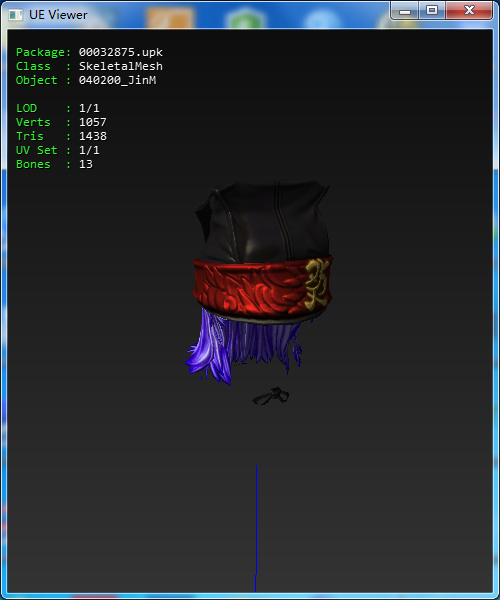 UE Viewer
Package: 00032875.upk
Class : SkeletalMesh
Object : 040200_JinM
LOD : 1/1
Verts : 1057
Tris : 1438
UV Set : 1/1
Bones : 13